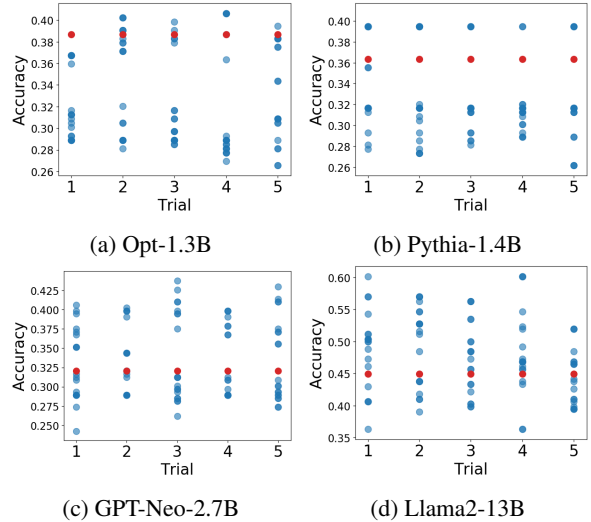 0.40
0.38
0.36
0.34
0.32
0.30
0.28
0.26
Accuracy
1 2 3 4 5
Trial
(a) Opt-1.3B
0.40
0.38
0.36
0.34
0.32
0.30
0.28
0.26
Accuracy
1 2 3 4 5
Trial
(b) Pythia-1.4B
0.425
0.400
0.375
0.350
0.325
0.300
0.275
0.250
Accuracy
1 2 3 4 5
Trial
(c) GPT-Neo-2.7B
0.60
0.55
0.50
0.45
0.40
0.35
Accuracy
1 2 3 4 5
Trial
(d) Llama2-13B